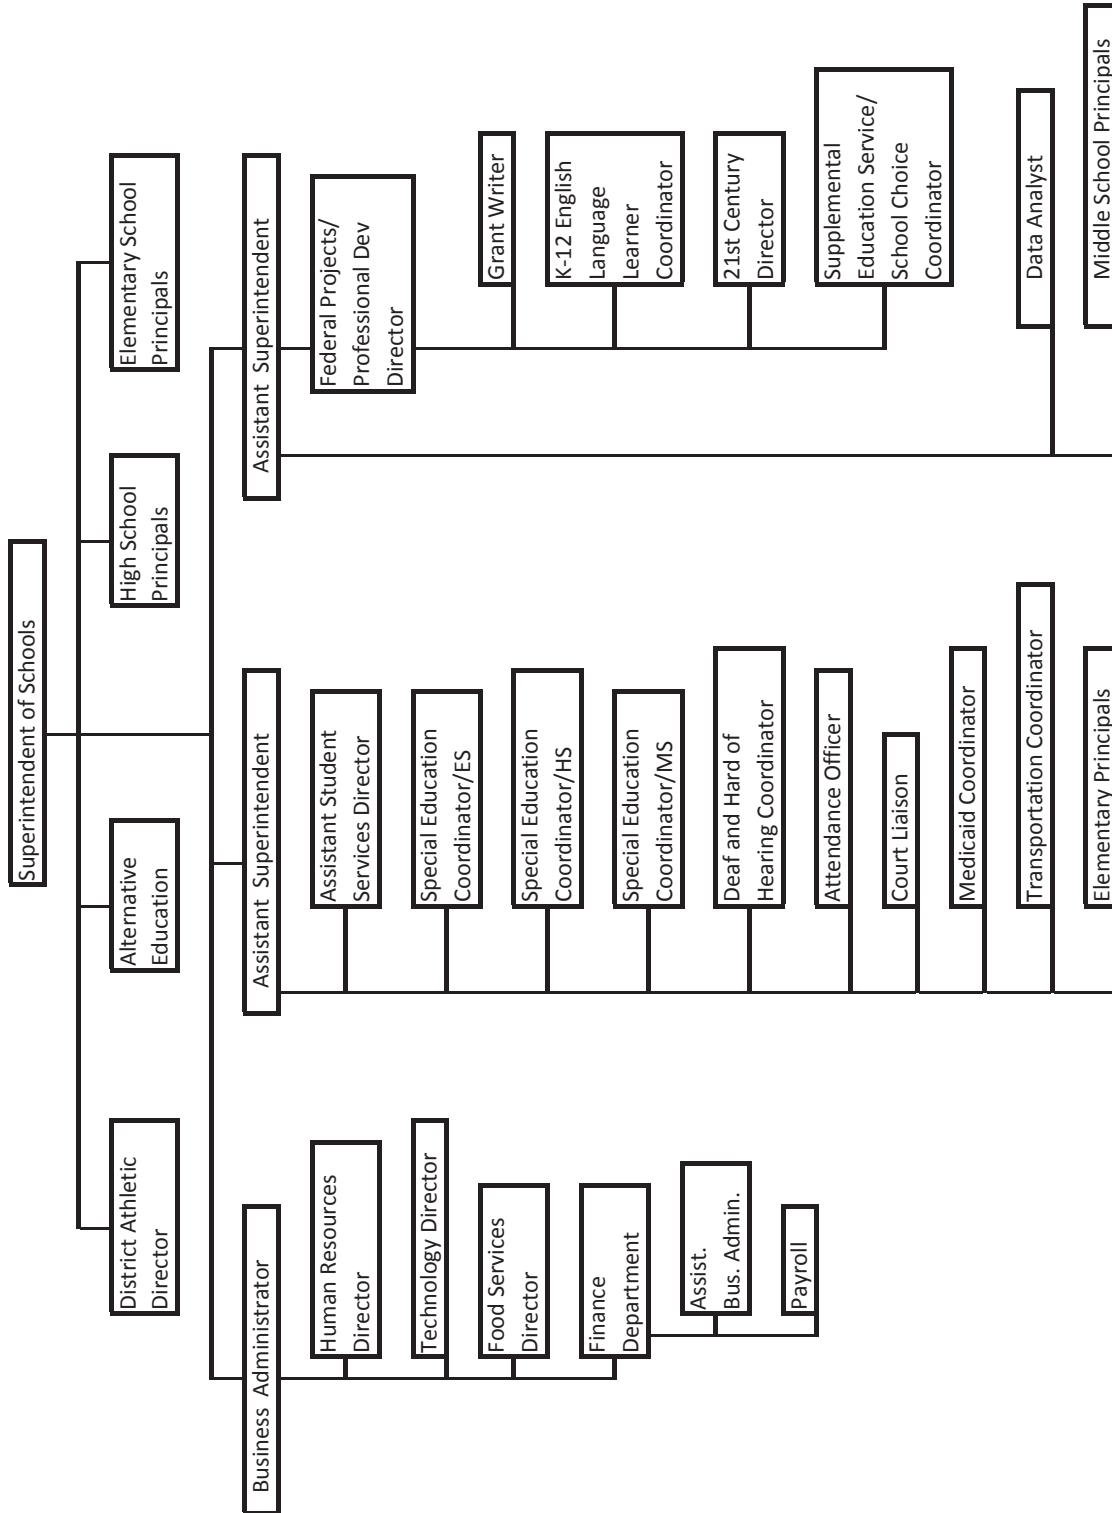 Superintendent of Schools
District Athletic
Director
Alternative
Education
High School
Principals
Elementary School
Principals
Business Administrator
Human Resources
Director
Technology Director
Food Services
Director
Finance
Department
Assist.
Bus. Admin.
Payroll
Assistant Superintendent
Assistant Student
Services Director
Special Education
Coordinator/ES
Special Education
Coordinator/HS
Special Education
Coordinator/MS
Deaf and Hard of
Hearing Coordinator
Attendance Officer
Court Liaison
Medicaid Coordinator
Transportation Coordinator
Elementary Principals
Assistant Superintendent
Federal Projects/
Professional Dev
Director
Grant Writer
K-12 English
Language
Learner
Coordinator
21st Century
Director
Supplemental
Education Service/
School Choice
Coordinator
Data Analyst
Middle School Principals